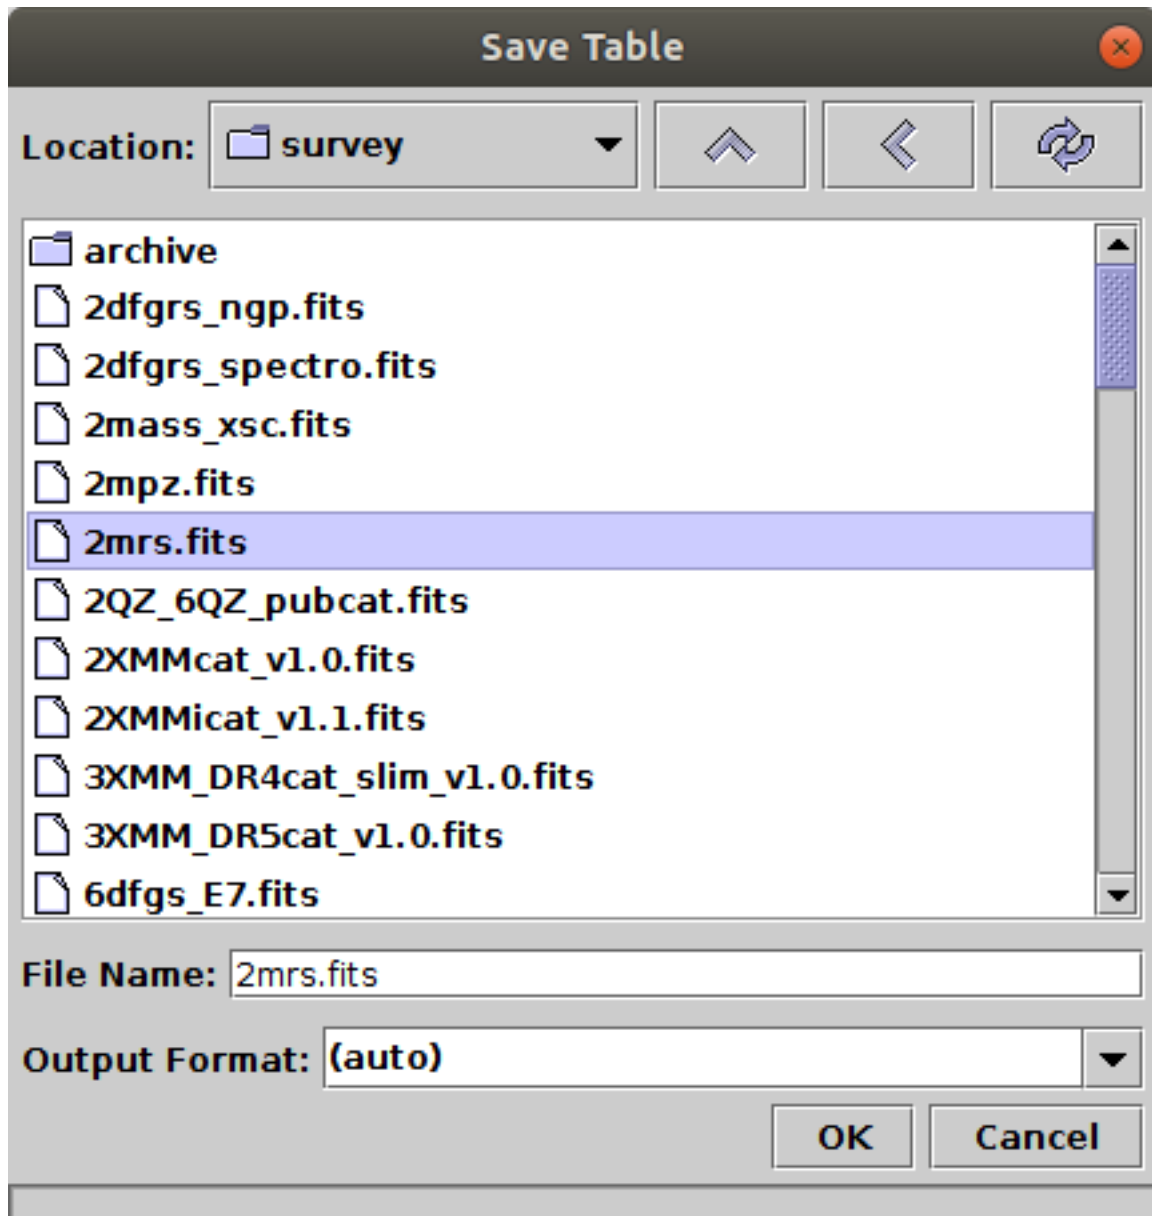 Save Table
Location: survey
archive
2dfgrs_ngp.fits
2dfgrs_spectro.fits
2mass_xsc.fits
2mpz.fits
2mrs.fits
2QZ_6QZ_pubcat.fits
2XMMcat_v1.0.fits
2XMMicat_v1.1.fits
3XMM_DR4cat_slim_v1.0.fits
3XMM_DR5cat_v1.0.fits
6dfgs_E7.fits
File Name: 2mrs.fits
Output Format: (auto)
OK Cancel